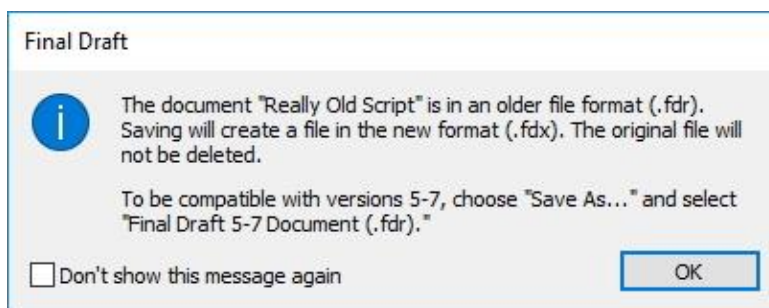 Final Draft
The document "Really Old Script" is in an older file format (.fdr).
Saving will create a file in the new format (.fdx). The original file will
not be deleted.
To be compatible with versions 5-7, choose "Save As..." and select
"Final Draft 5-7 Document (.fdr)."
Don't show this message again
OK